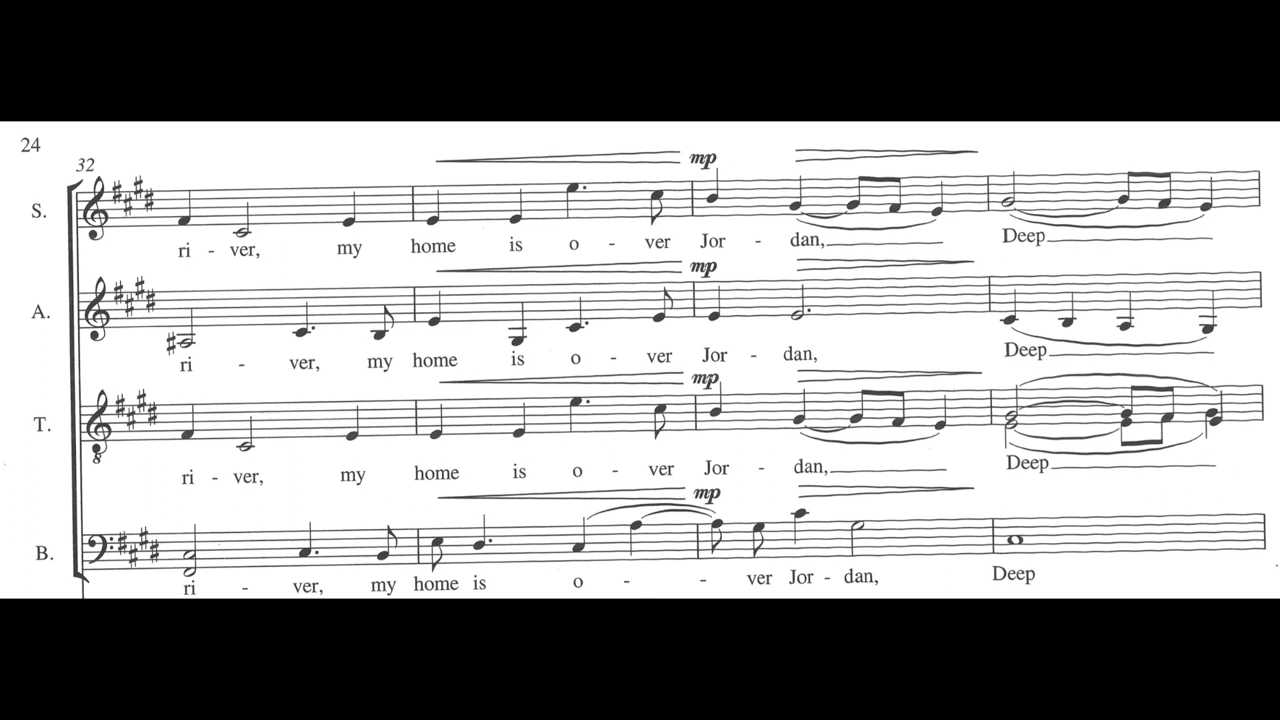 24
32
mp
S.
ri - ver, my home is o - ver Jor - dan, Deep
mp
A.
ri - ver, my home is o - ver Jor - dan, Deep
mp
T.
8
ri - ver, my home is o - ver Jor - dan, Deep
mp
B.
ri - ver, my home is o - - ver Jor - dan, Deep